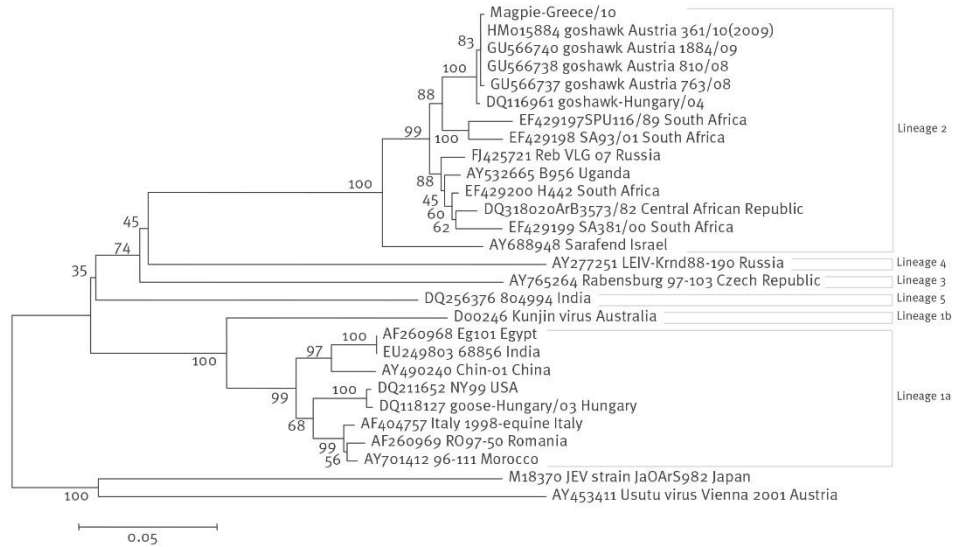 Magpie-Greece/10
HM015884 goshawk Austria 361/10(2009)
83
GU566740 goshawk Austria 1884/09
GU566738 goshawk Austria 810/08
100
GU566737 goshawk Austria 763/08
88
DQ116961 goshawk-Hungary/04
EF429197SPU116/89 South Africa
Lineage 2
99
100
EF429198 SA93/01 South Africa
FJ425721 Reb VLG 07 Russia
AY532665 B956 Uganda
88
100
EF429200 H442 South Africa
45
DQ318020ArB3573/82 Central African Republic
60
EF429199 SA381/00 South Africa
62
45
AY688948 Sarafend Israel
74
AY277251 LEIV-Krnd88-190 Russia
Lineage 4
35
AY765264 Rabensburg 97-103 Czech Republic
Lineage 3
DQ256376 804994 India
Lineage 5
D00246 Kunjin virus Australia
Lineage 1b
AF260968 Eg101 Egypt
100
EU249803 68856 India
97
100
AY490240 Chin-01 China
DQ211652 NY99 USA
100
Lineage 1a
99
DQ118127 goose-Hungary/03 Hungary
68
AF404757 Italy 1998-equine Italy
AF260969 RO97-50 Romania
99
AY701412 96-111 Morocco
56
M18370 JEV strain JaOArS982 Japan
100
AY453411 Usutu virus Vienna 2001 Austria
0.05